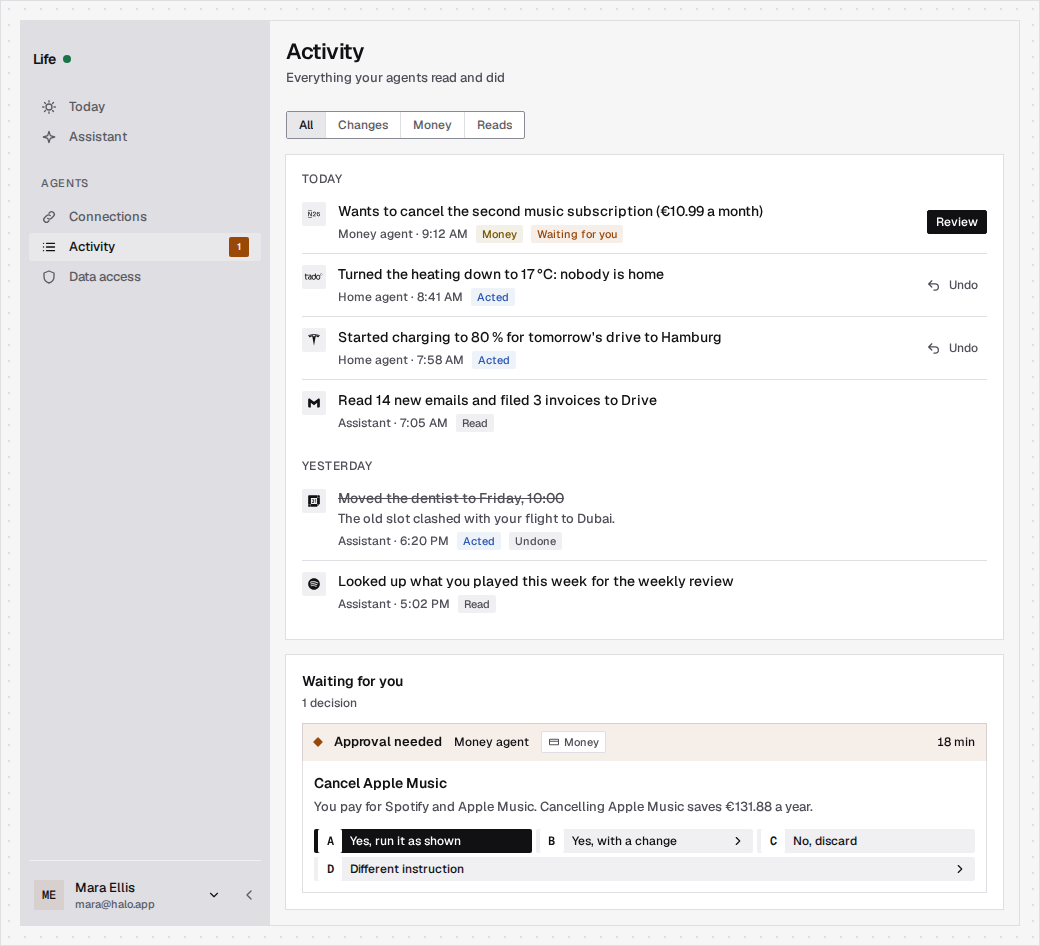 Life
Today
Assistant
AGENTS
Connections
Activity 1
Data access
ME Mara Ellis
mara@halo.app
Activity
Everything your agents read and did
All Changes Money Reads
TODAY
N26 Wants to cancel the second music subscription (€10.99 a month)
Money agent · 9:12 AM Money Waiting for you
Review
tado° Turned the heating down to 17 °C: nobody is home
Home agent · 8:41 AM Acted
Undo
Started charging to 80 % for tomorrow's drive to Hamburg
Home agent · 7:58 AM Acted
Undo
Read 14 new emails and filed 3 invoices to Drive
Assistant · 7:05 AM Read
YESTERDAY
31 Moved the dentist to Friday, 10:00
The old slot clashed with your flight to Dubai.
Assistant · 6:20 PM Acted Undone
Looked up what you played this week for the weekly review
Assistant · 5:02 PM Read
Waiting for you
1 decision
Approval needed Money agent Money 18 min
Cancel Apple Music
You pay for Spotify and Apple Music. Cancelling Apple Music saves €131.88 a year.
A Yes, run it as shown B Yes, with a change C No, discard
D Different instruction